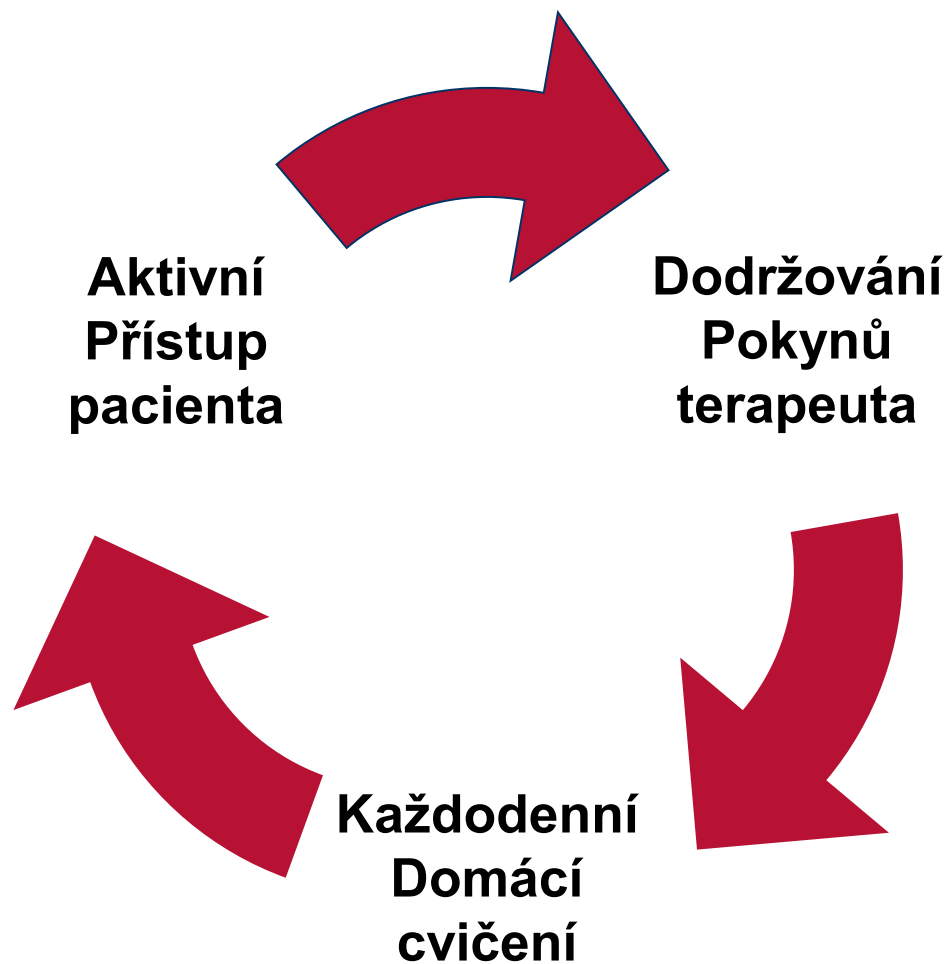 Aktivní
Přístup
pacienta
Dodržování
Pokynů
terapeuta
Každodenní
Domácí
cvičení